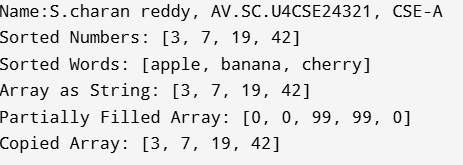 Name:S.charan reddy, AV.SC.U4CSE24321, CSE-A
Sorted Numbers: [3, 7, 19, 42]
Sorted Words: [apple, banana, cherry]
Array as String: [3, 7, 19, 42]
Partially Filled Array: [0, 0, 99, 99, 0]
Copied Array: [3, 7, 19, 42]